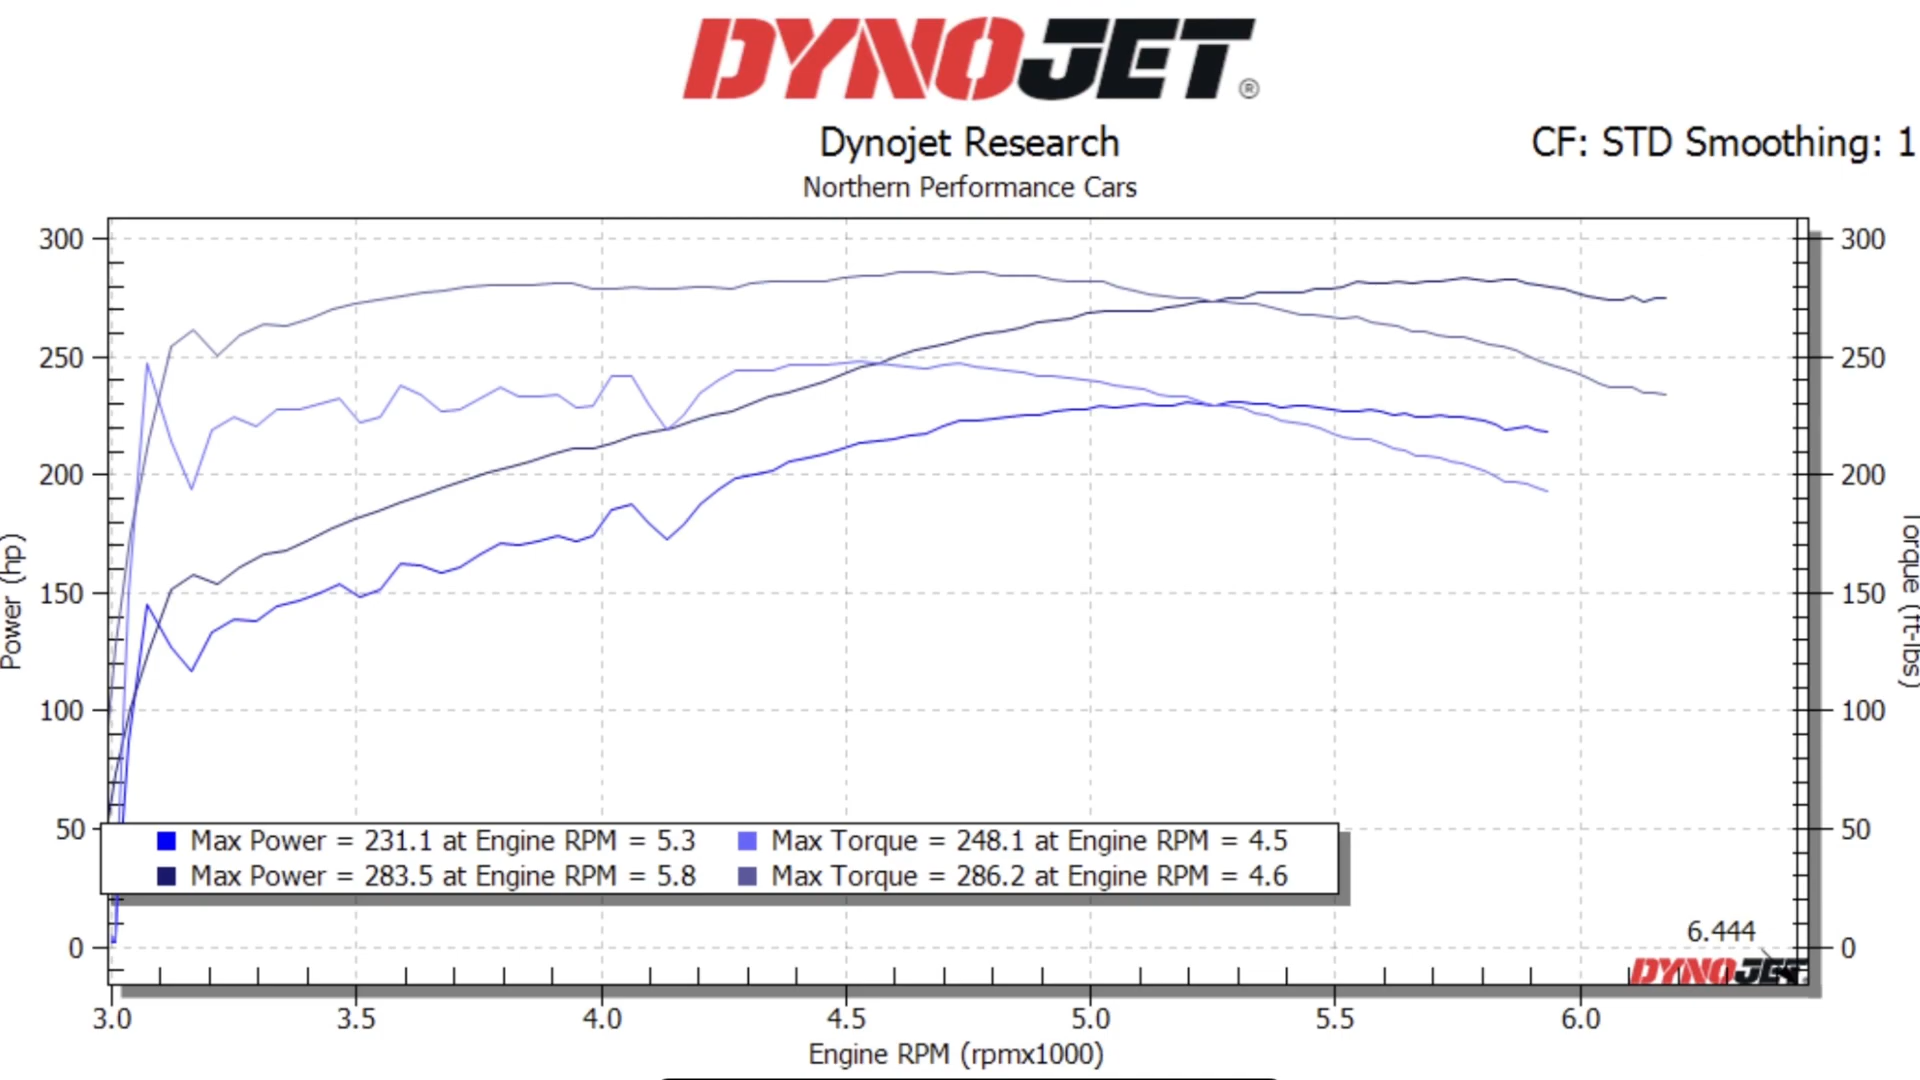 DYNOJET®
Dynojet Research
CF: STD Smoothing: 1
Northern Performance Cars
300 300
250 250
200 200
150 150
100 100
50 50
0 0
Power (hp)
Torque (ft-lbs)
Max Power = 231.1 at Engine RPM = 5.3 Max Torque = 248.1 at Engine RPM = 4.5
Max Power = 283.5 at Engine RPM = 5.8 Max Torque = 286.2 at Engine RPM = 4.6
6.444
DYNOJET
3.0 3.5 4.0 4.5 5.0 5.5 6.0
Engine RPM (rpmx1000)